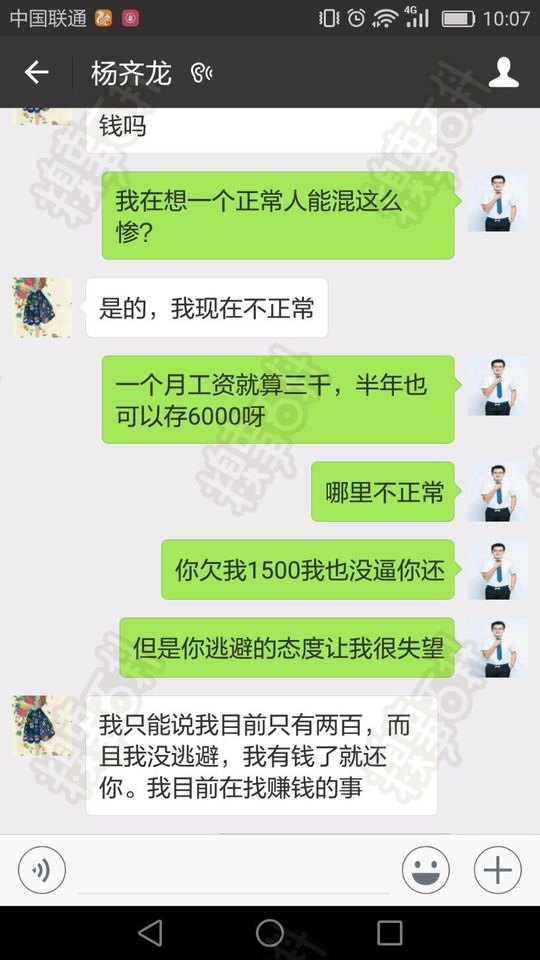 中国联通
4G
10:07
杨齐龙
钱吗
我在想一个正常人能混这么
惨？
是的，我现在不正常
一个月工资就算三千，半年也
可以存6000呀
哪里不正常
你欠我1500我也没逼你还
但是你逃避的态度让我很失望
我只能说我目前只有两百，而
且我没逃避，我有钱了就还
你。我目前在找赚钱的事